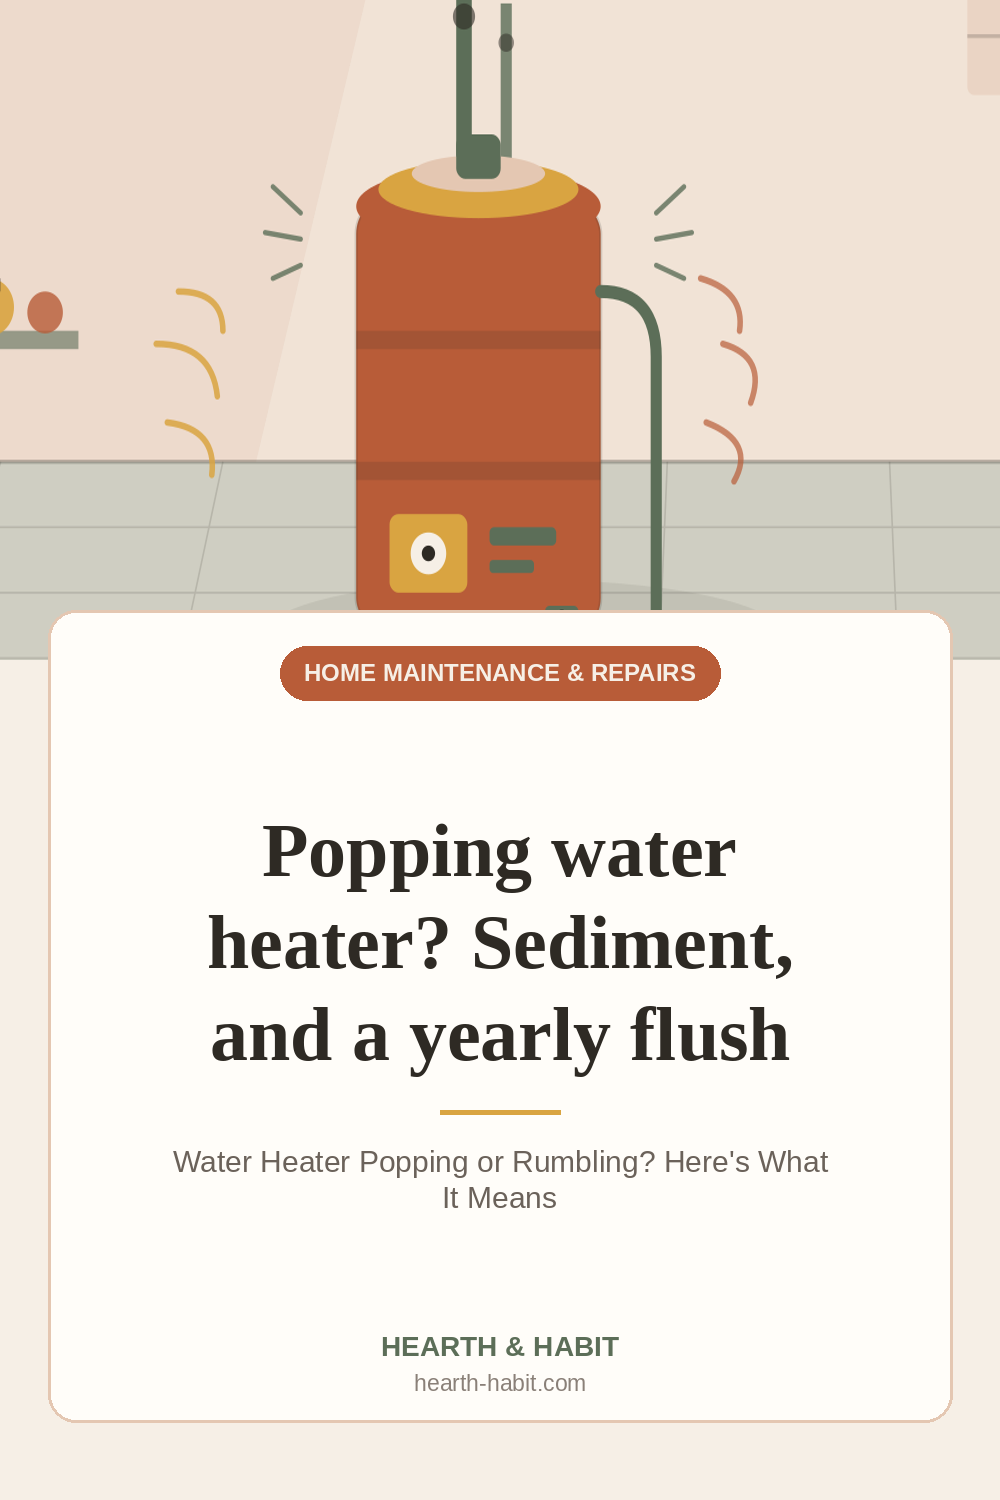 HOME MAINTENANCE & REPAIRS
Popping water
heater? Sediment,
and a yearly flush
Water Heater Popping or Rumbling? Here's What
It Means
HEARTH & HABIT
hearth-habit.com